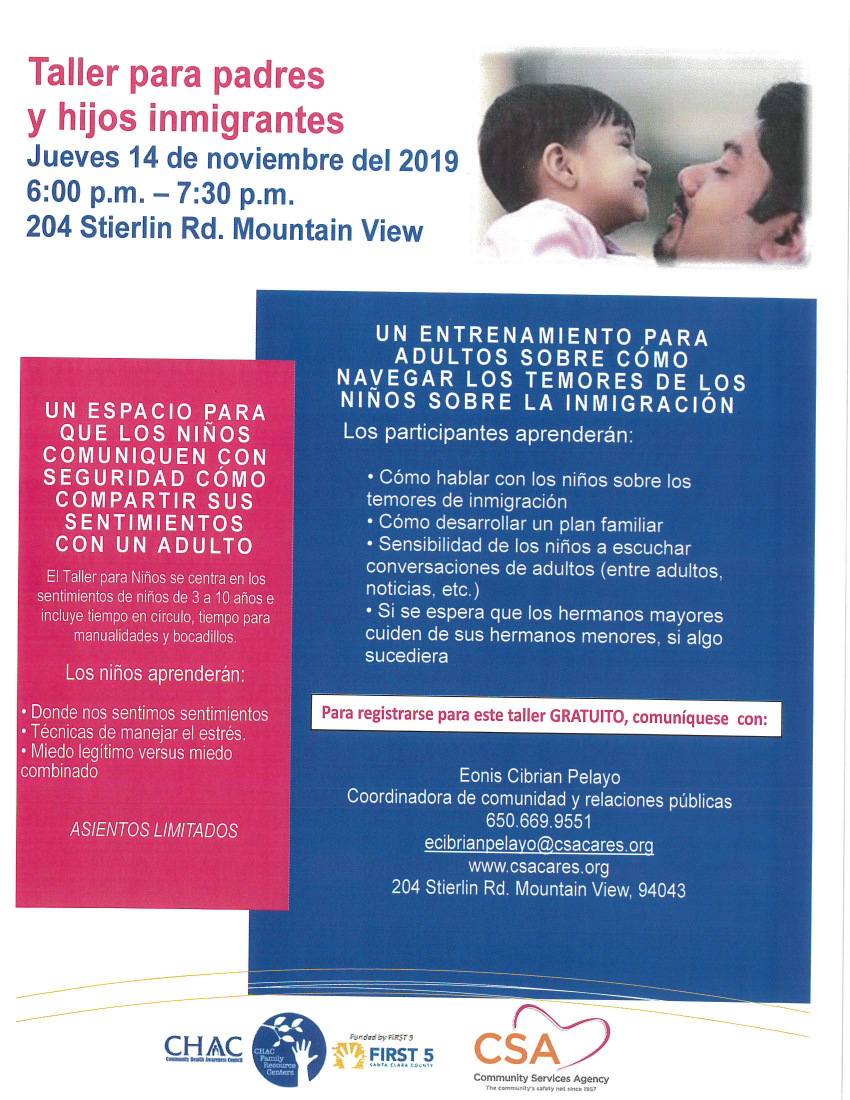 Taller para padres
y hijos inmigrantes
Jueves 14 de noviembre del 2019
6:00 p.m. – 7:30 p.m.
204 Stierlin Rd. Mountain View
UN ESPACIO PARA
QUE LOS NIÑOS
COMUNIQUEN CON
SEGURIDAD CÓMO
COMPARTIR SUS
SENTIMIENTOS
CON UN ADULTO
El Taller para Niños se centra en los
sentimientos de niños de 3 a 10 años e
incluye tiempo en círculo, tiempo para
manualidades y bocadillos.
Los niños aprenderán:
• Donde nos sentimos sentimientos
• Técnicas de manejar el estrés.
• Miedo legítimo versus miedo
combinado
ASIENTOS LIMITADOS
UN ENTRENAMIENTO PARA
ADULTOS SOBRE CÓMO
NAVEGAR LOS TEMORES DE LOS
NIÑOS SOBRE LA INMIGRACIÓN
Los participantes aprenderán:
• Cómo hablar con los niños sobre los
temores de inmigración
• Cómo desarrollar un plan familiar
• Sensibilidad de los niños a escuchar
conversaciones de adultos (entre adultos,
noticias, etc.)
• Si se espera que los hermanos mayores
cuiden de sus hermanos menores, si algo
sucediera
Para registrarse para este taller GRATUITO, comuníquese con:
Eonis Cibrian Pelayo
Coordinadora de comunidad y relaciones públicas
650.669.9551
ecibrianpelayo@csacares.org
www.csacares.org
204 Stierlin Rd. Mountain View, 94043
CHAC
Community Health Awareness Council
CHAC
Family
Resource
Centers
Funded by FIRST 5
FIRST 5
SANTA CLARA COUNTY
CSA
Community Services Agency
The community's safety net since 1957